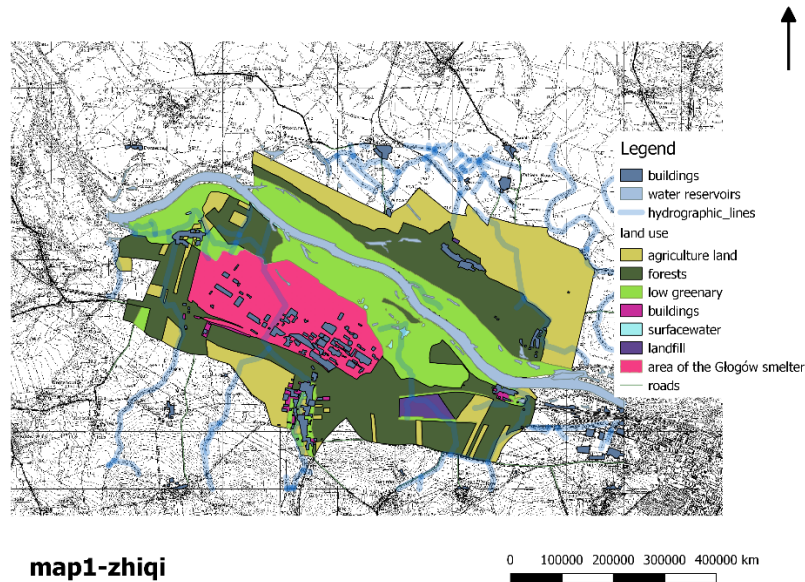 Legend
buildings
water reservoirs
hydrographic_lines
land use
agriculture land
forests
low greenary
buildings
surfacewater
landfill
area of the Głogów smelter
roads
map1-zhiqi
0 100000 200000 300000 400000 km